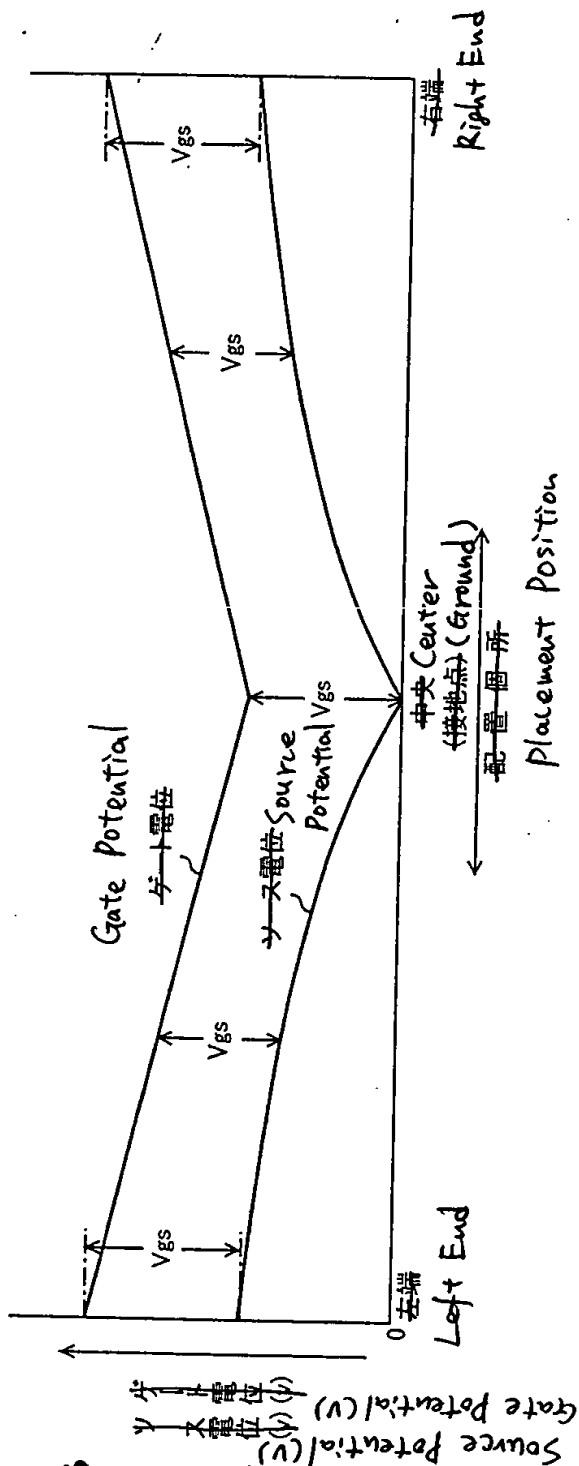 Gate Potential
ゲート電位
ソース電位 Source
Potential
Vgs
Vgs
Vgs
Vgs
Vgs
ゲート電位(V)
Gate Potential(V)
ソース電位(V)
Source Potential(V)
0
左端
Left End
中央 Center
(接地点)(Ground)
配置個所
Placement Position
右端
Right End